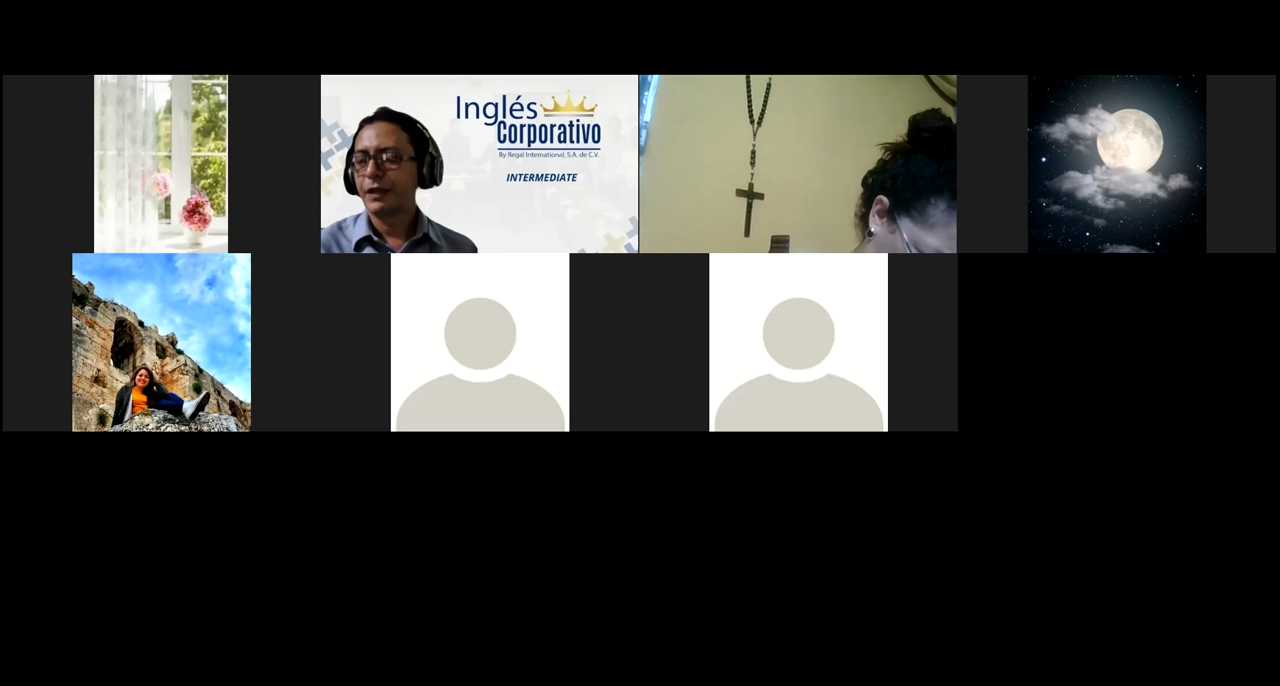 Inglés
Corporativo
By Regal International, S.A. de C.V.
INTERMEDIATE